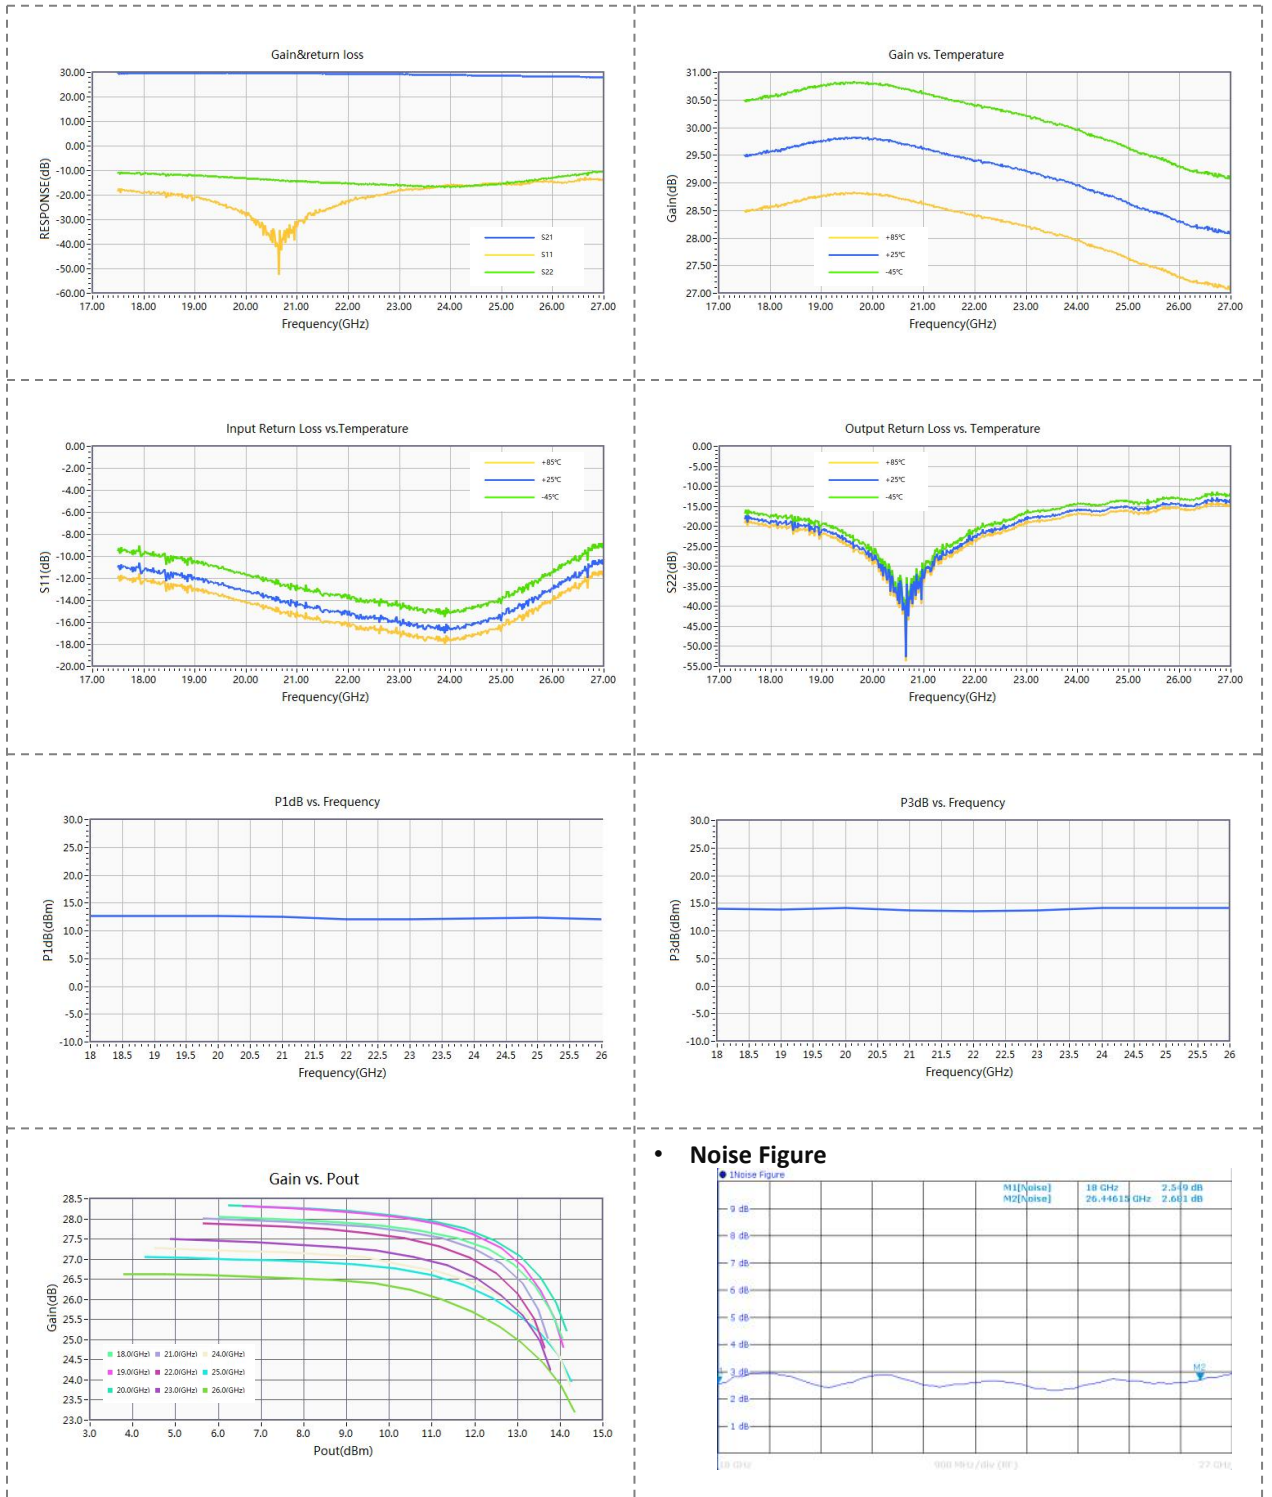 Gain&return loss
30.00
20.00
10.00
0.00
-10.00
-20.00
-30.00
-40.00
-50.00
-60.00
RESPONSE(dB)
S21
S11
S22
17.00 18.00 19.00 20.00 21.00 22.00 23.00 24.00 25.00 26.00 27.00
Frequency(GHz)
Gain vs. Temperature
31.00
30.50
30.00
29.50
29.00
28.50
28.00
27.50
27.00
Gain(dB)
+85℃
+25℃
-45℃
17.00 18.00 19.00 20.00 21.00 22.00 23.00 24.00 25.00 26.00 27.00
Frequency(GHz)
Input Return Loss vs.Temperature
0.00
-2.00
-4.00
-6.00
-8.00
-10.00
-12.00
-14.00
-16.00
-18.00
-20.00
S11(dB)
+85℃
+25℃
-45℃
17.00 18.00 19.00 20.00 21.00 22.00 23.00 24.00 25.00 26.00 27.00
Frequency(GHz)
Output Return Loss vs. Temperature
0.00
-5.00
-10.00
-15.00
-20.00
-25.00
-30.00
-35.00
-40.00
-45.00
-50.00
-55.00
S22(dB)
+85℃
+25℃
-45℃
17.00 18.00 19.00 20.00 21.00 22.00 23.00 24.00 25.00 26.00 27.00
Frequency(GHz)
P1dB vs. Frequency
30.0
25.0
20.0
15.0
10.0
5.0
0.0
-5.0
-10.0
P1dB(dBm)
18 18.5 19 19.5 20 20.5 21 21.5 22 22.5 23 23.5 24 24.5 25 25.5 26
Frequency(GHz)
P3dB vs. Frequency
30.0
25.0
20.0
15.0
10.0
5.0
0.0
-5.0
-10.0
P3dB(dBm)
18 18.5 19 19.5 20 20.5 21 21.5 22 22.5 23 23.5 24 24.5 25 25.5 26
Frequency(GHz)
Gain vs. Pout
28.5
28.0
27.5
27.0
26.5
26.0
25.5
25.0
24.5
24.0
23.5
23.0
Gain(dB)
18.0(GHz) 21.0(GHz) 24.0(GHz)
19.0(GHz) 22.0(GHz) 25.0(GHz)
20.0(GHz) 23.0(GHz) 26.0(GHz)
3.0 4.0 5.0 6.0 7.0 8.0 9.0 10.0 11.0 12.0 13.0 14.0 15.0
Pout(dBm)
• Noise Figure
1Noise Figure
M1[Noise] 18 GHz 2.549 dB
M2[Noise] 26.44615 GHz 2.681 dB
9 dB
8 dB
7 dB
6 dB
5 dB
4 dB
3 dB
M2
2 dB
1 dB
18 GHz 900 MHz/div (RF) 27 GHz